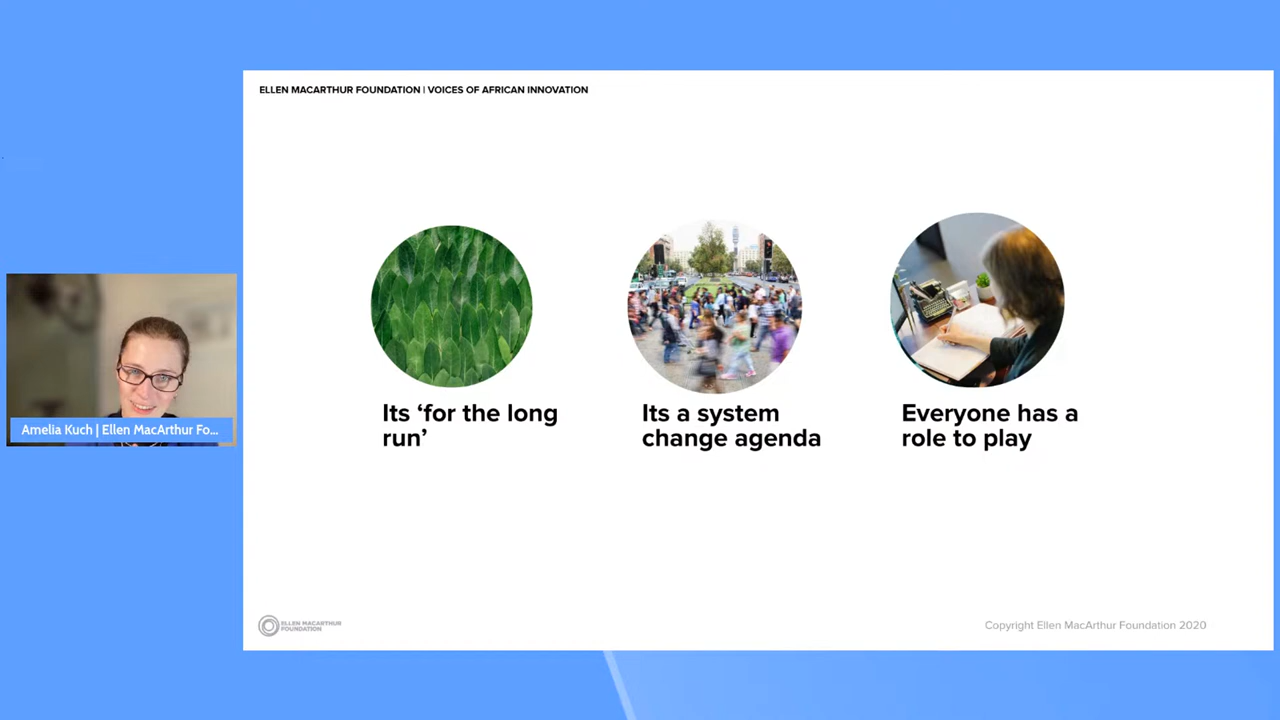 ELLEN MACARTHUR FOUNDATION | VOICES OF AFRICAN INNOVATION
Amelia Kuch | Ellen MacArthur Fo...
Its ‘for the long
run’
Its a system
change agenda
Everyone has a
role to play
ELLEN MACARTHUR
FOUNDATION
Copyright Ellen MacArthur Foundation 2020